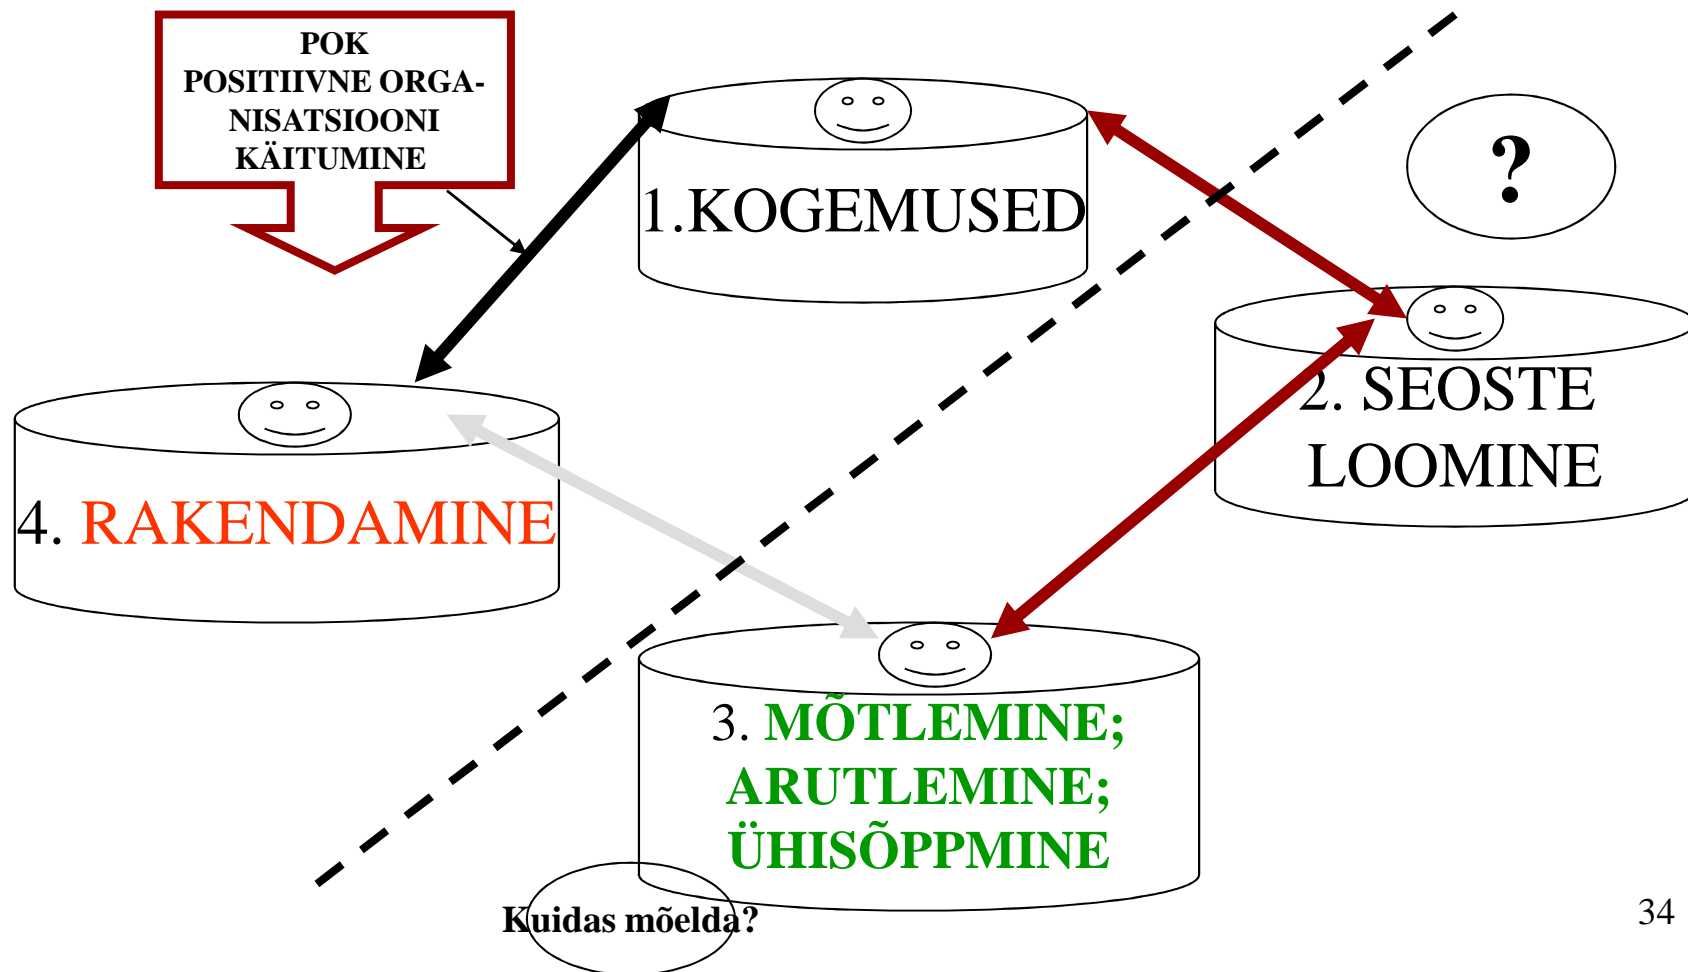 POK
POSITIIVNE ORGA-
NISATSIOONI
KÄITUMINE
1.KOGEMUSED
?
2. SEOSTE
LOOMINE
4. RAKENDAMINE
3. MÕTLEMINE;
ARUTLEMINE;
ÜHISÕPPMINE
Kuidas mõelda?
34